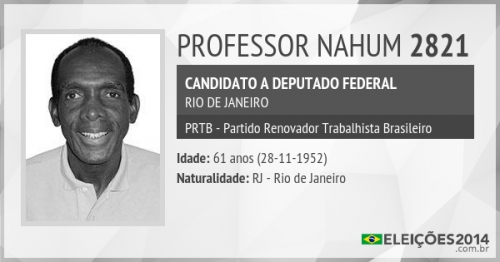 PROFESSOR NAHUM 2821
CANDIDATO A DEPUTADO FEDERAL
RIO DE JANEIRO
PRTB - Partido Renovador Trabalhista Brasileiro
Idade: 61 anos (28-11-1952)
Naturalidade: RJ - Rio de Janeiro
ELEIÇÕES2014
.com.br